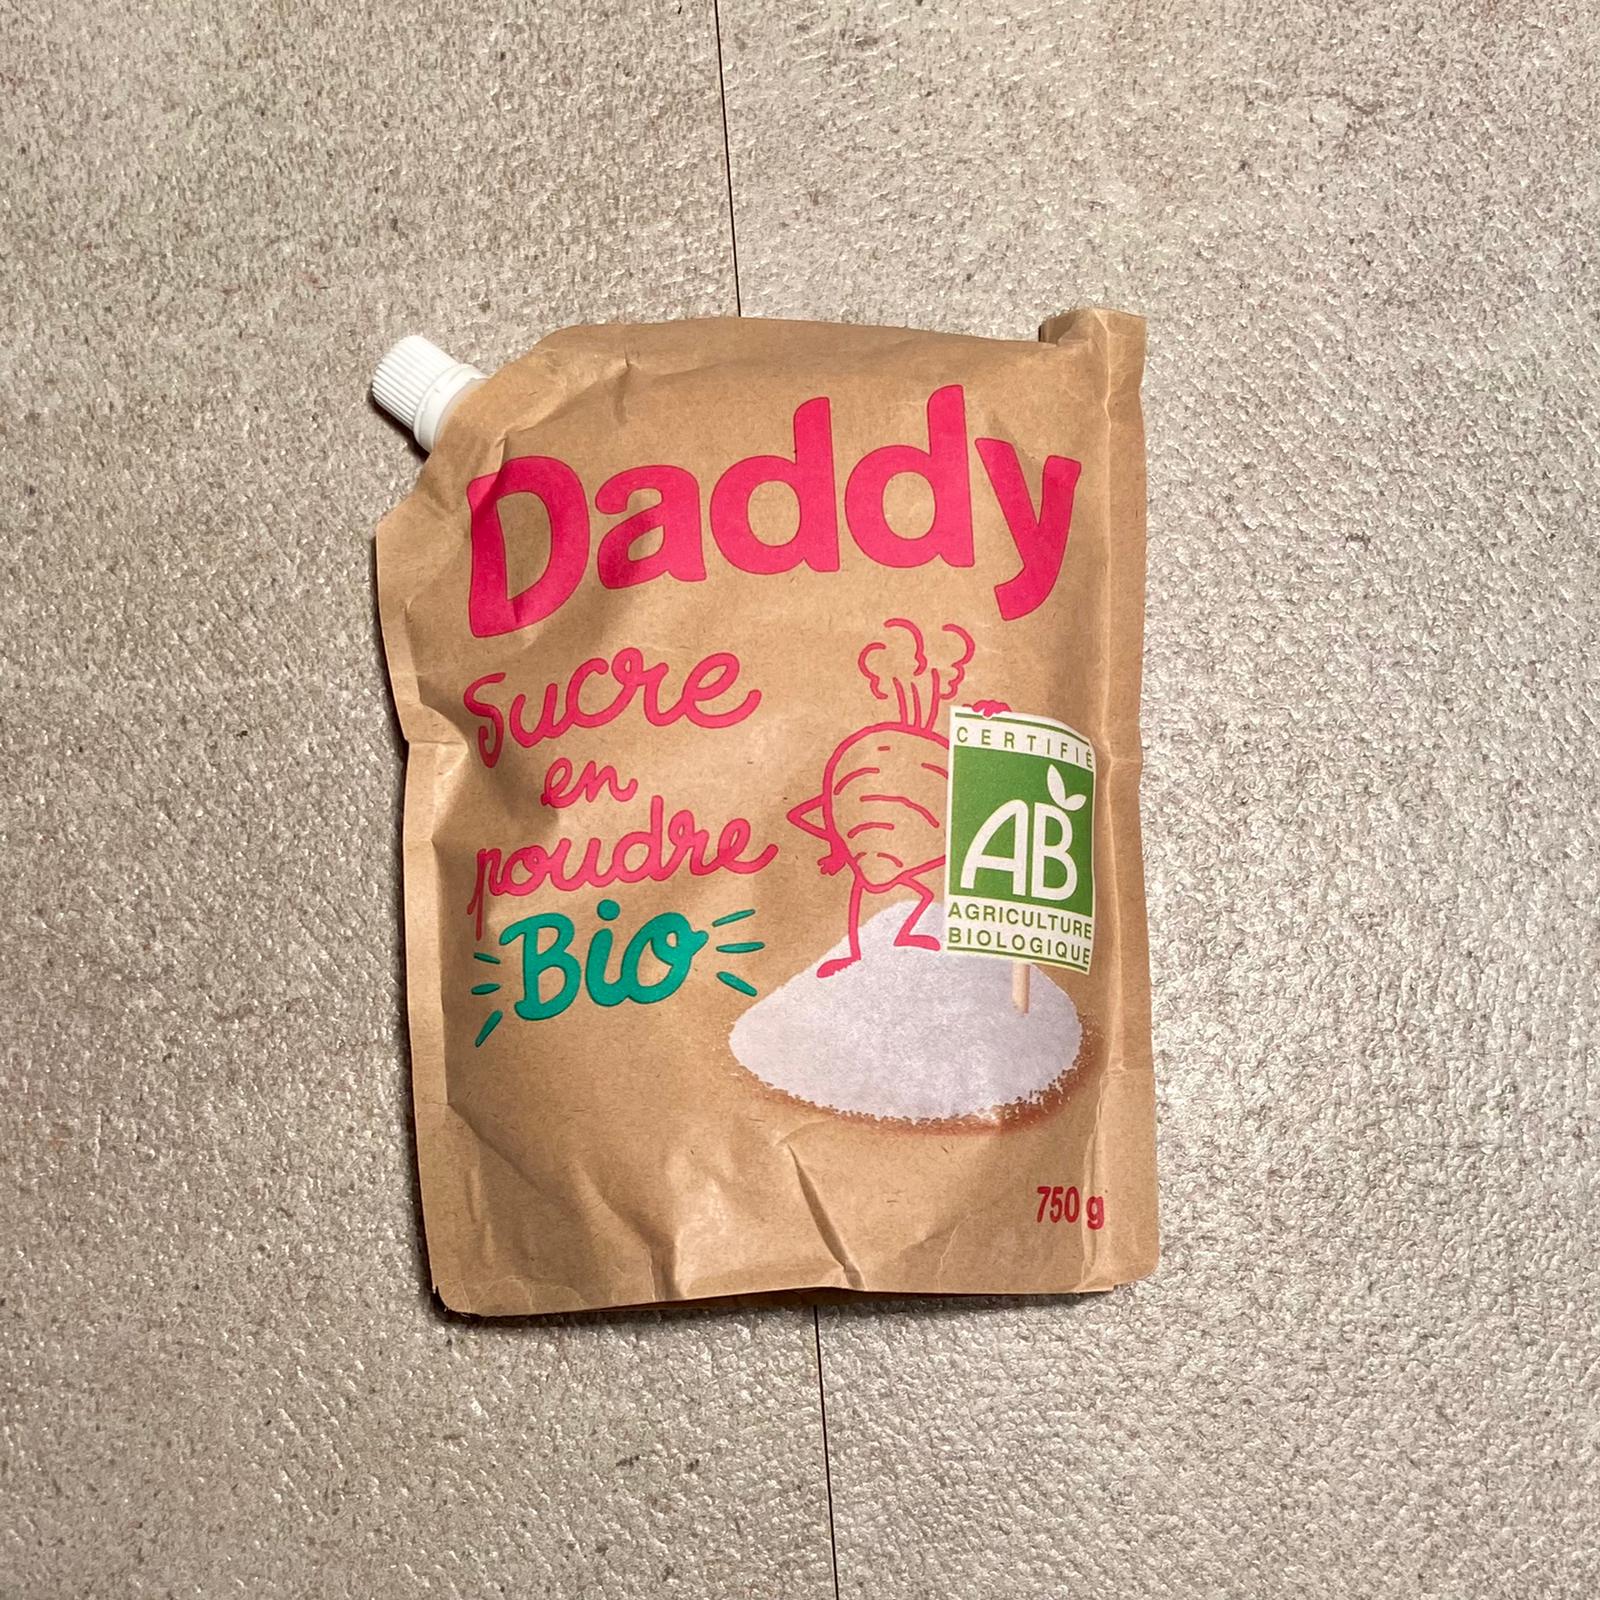 Daddy
Sucre
en
poudre
Bio
CERTIFIÉ
AB
AGRICULTURE
BIOLOGIQUE
750 g